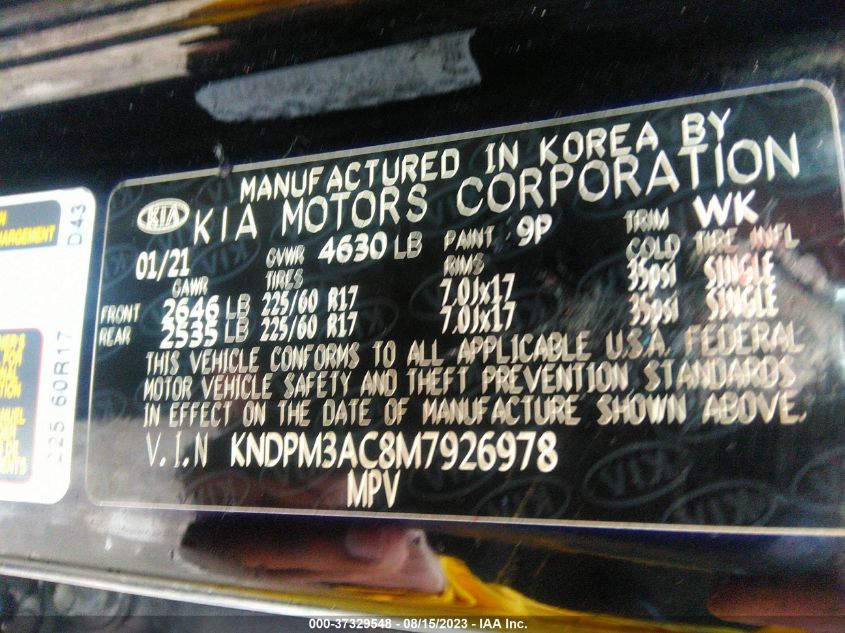 MANUFACTURED IN KOREA BY
KIA KIA MOTORS CORPORATION
01/21 GVWR 4630 LB PAINT 9P TRIM WK
GAWR TIRES RIMS COLD TIRE INFL
FRONT 2646 LB 225/60 R17 7.0Jx17 35psi SINGLE
REAR 2535 LB 225/60 R17 7.0Jx17 35psi SINGLE
THIS VEHICLE CONFORMS TO ALL APPLICABLE U.S.A. FEDERAL
MOTOR VEHICLE SAFETY AND THEFT PREVENTION STANDARDS
IN EFFECT ON THE DATE OF MANUFACTURE SHOWN ABOVE.
V.I.N KNDPM3AC8M7926978
MPV
D43
225 60R17
000-37329548 - 08/15/2023 - IAA Inc.